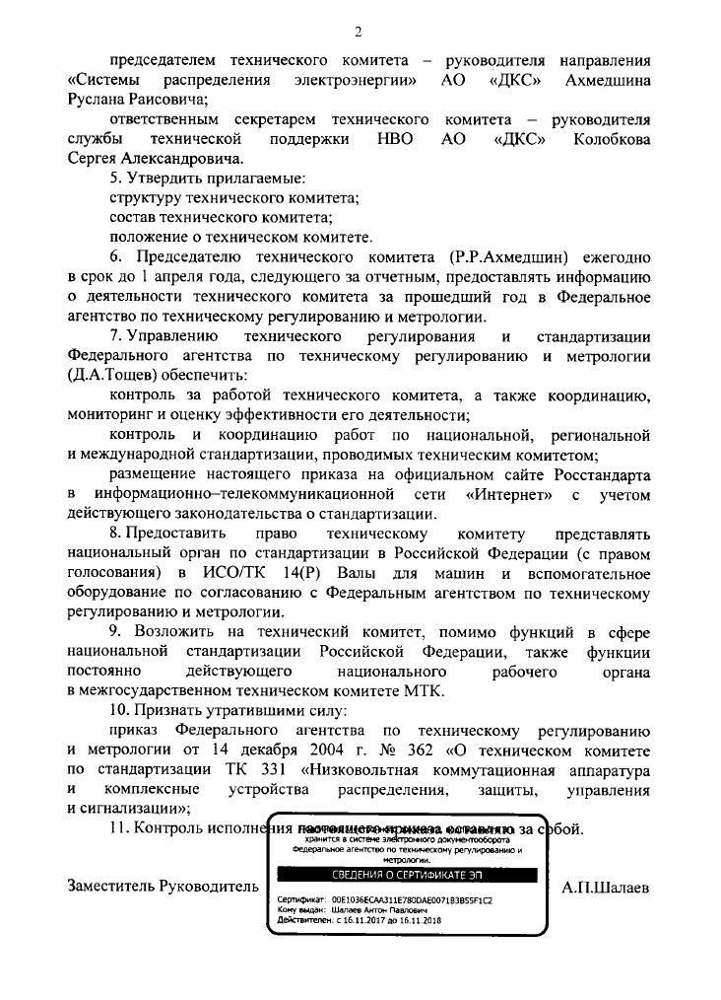 2
председателем технического комитета – руководителя направления
«Системы распределения электроэнергии» АО «ДКС» Ахмедшина
Руслана Раисовича;
ответственным секретарем технического комитета – руководителя
службы технической поддержки НВО АО «ДКС» Колобкова
Сергея Александровича.
5. Утвердить прилагаемые:
структуру технического комитета;
состав технического комитета;
положение о техническом комитете.
6. Председателю технического комитета (Р.Р.Ахмедшин) ежегодно
в срок до 1 апреля года, следующего за отчетным, предоставлять информацию
о деятельности технического комитета за прошедший год в Федеральное
агентство по техническому регулированию и метрологии.
7. Управлению технического регулирования и стандартизации
Федерального агентства по техническому регулированию и метрологии
(Д.А.Тощев) обеспечить:
контроль за работой технического комитета, а также координацию,
мониторинг и оценку эффективности его деятельности;
контроль и координацию работ по национальной, региональной
и международной стандартизации, проводимых техническим комитетом;
размещение настоящего приказа на официальном сайте Росстандарта
в информационно–телекоммуникационной сети «Интернет» с учетом
действующего законодательства о стандартизации.
8. Предоставить право техническому комитету представлять
национальный орган по стандартизации в Российской Федерации (с правом
голосования) в ИСО/ТК 14(Р) Валы для машин и вспомогательное
оборудование по согласованию с Федеральным агентством по техническому
регулированию и метрологии.
9. Возложить на технический комитет, помимо функций в сфере
национальной стандартизации Российской Федерации, также функции
постоянно действующего национального рабочего органа
в межгосударственном техническом комитете МТК.
10. Признать утратившими силу:
приказ Федерального агентства по техническому регулированию
и метрологии от 14 декабря 2004 г. № 362 «О техническом комитете
по стандартизации ТК 331 «Низковольтная коммутационная аппаратура
и комплексные устройства распределения, защиты, управления
и сигнализации»;
11. Контроль исполнения настоящего приказа оставляю за собой.
хранится в системе электронного документооборота
Федеральное агентство по техническому регулированию и
метрологии.
СВЕДЕНИЯ О СЕРТИФИКАТЕ ЭП
Заместитель Руководитель
А.П.Шалаев
Сертификат: 00E1036ECAA311E780DAE0071B3B55F1C2
Кому выдан: Шалаев Антон Павлович
Действителен: с 16.11.2017 до 16.11.2018